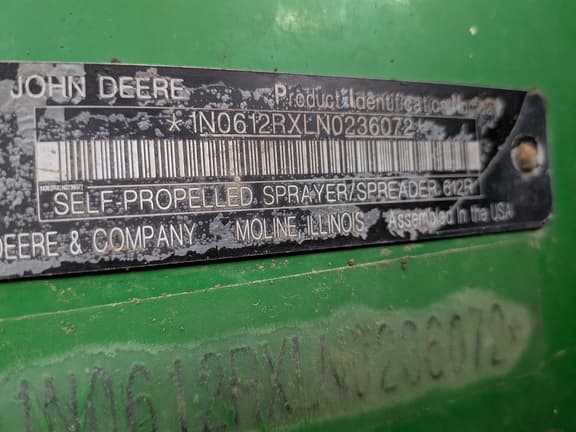 JOHN DEERE Product Identification Number
*1N0612RXLN0236072*
SELF PROPELLED SPRAYER/SPREADER 612R
DEERE & COMPANY MOLINE, ILLINOIS Assembled in the USA
1N0612RXLN0236072*